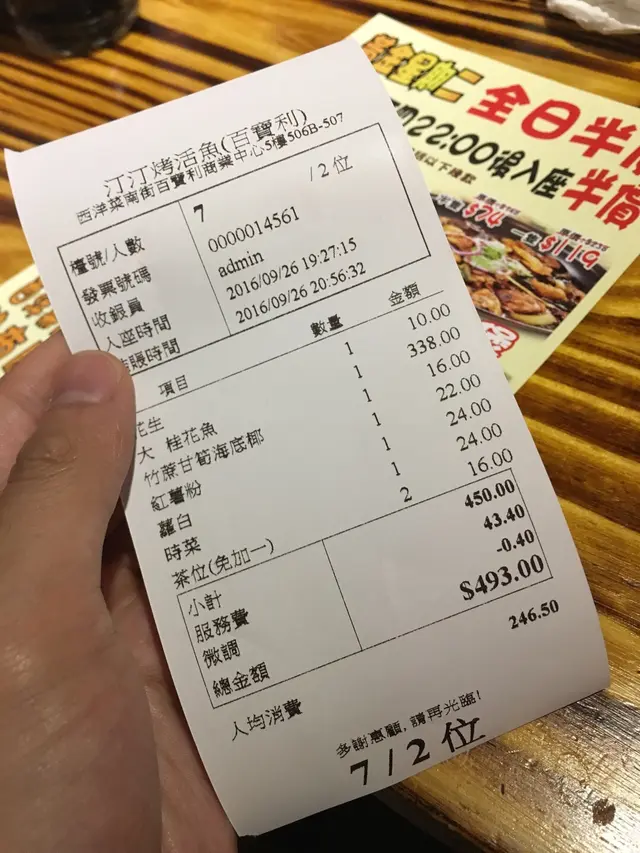 汀汀烤活魚(百寶利)
西洋菜南街百寶利商業中心5樓506B-507
檯號/人數 7 /2 位
發票號碼 0000014561
收銀員 admin
入座時間 2016/09/26 19:27:15
賬時間 2016/09/26 20:56:32
項目 數量 金額
花生 1 10.00
大 桂花魚 1 338.00
竹蔗甘筍海底椰 1 16.00
紅薯粉 1 22.00
蘿白 1 24.00
時菜 1 24.00
茶位(免加一) 2 16.00
小計 450.00
服務費 43.40
微調 -0.40
總金額 $493.00
人均消費 246.50
多謝惠顧, 請再光臨!
7 / 2 位
黃金星期二
全日半
22:00後入座半價